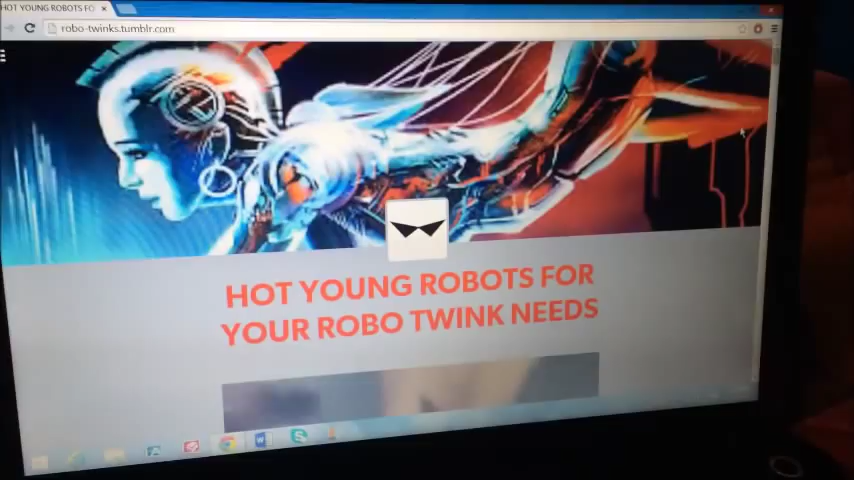 HOT YOUNG ROBOTS FO
robo-twinks.tumblr.com
HOT YOUNG ROBOTS FOR
YOUR ROBO TWINK NEEDS